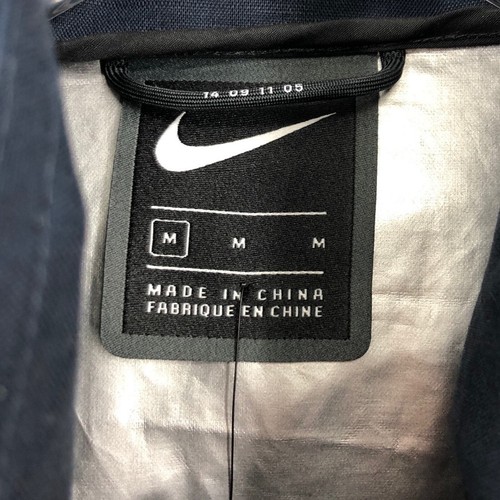 14 09 11 05
M M M
MADE IN CHINA
FABRIQUE EN CHINE